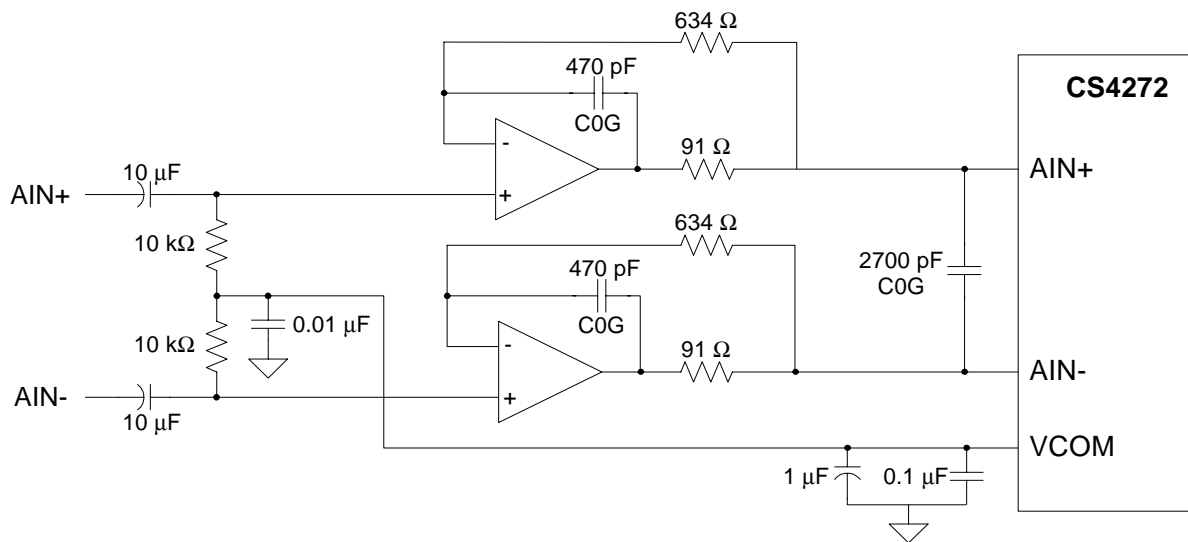 634 Ω
470 pF
C0G
CS4272
-
+
91 Ω
10 µF
AIN+
AIN+
10 kΩ
634 Ω
470 pF
C0G
2700 pF
C0G
0.01 µF
10 kΩ
-
+
91 Ω
AIN-
AIN-
10 µF
VCOM
1 µF
0.1 µF